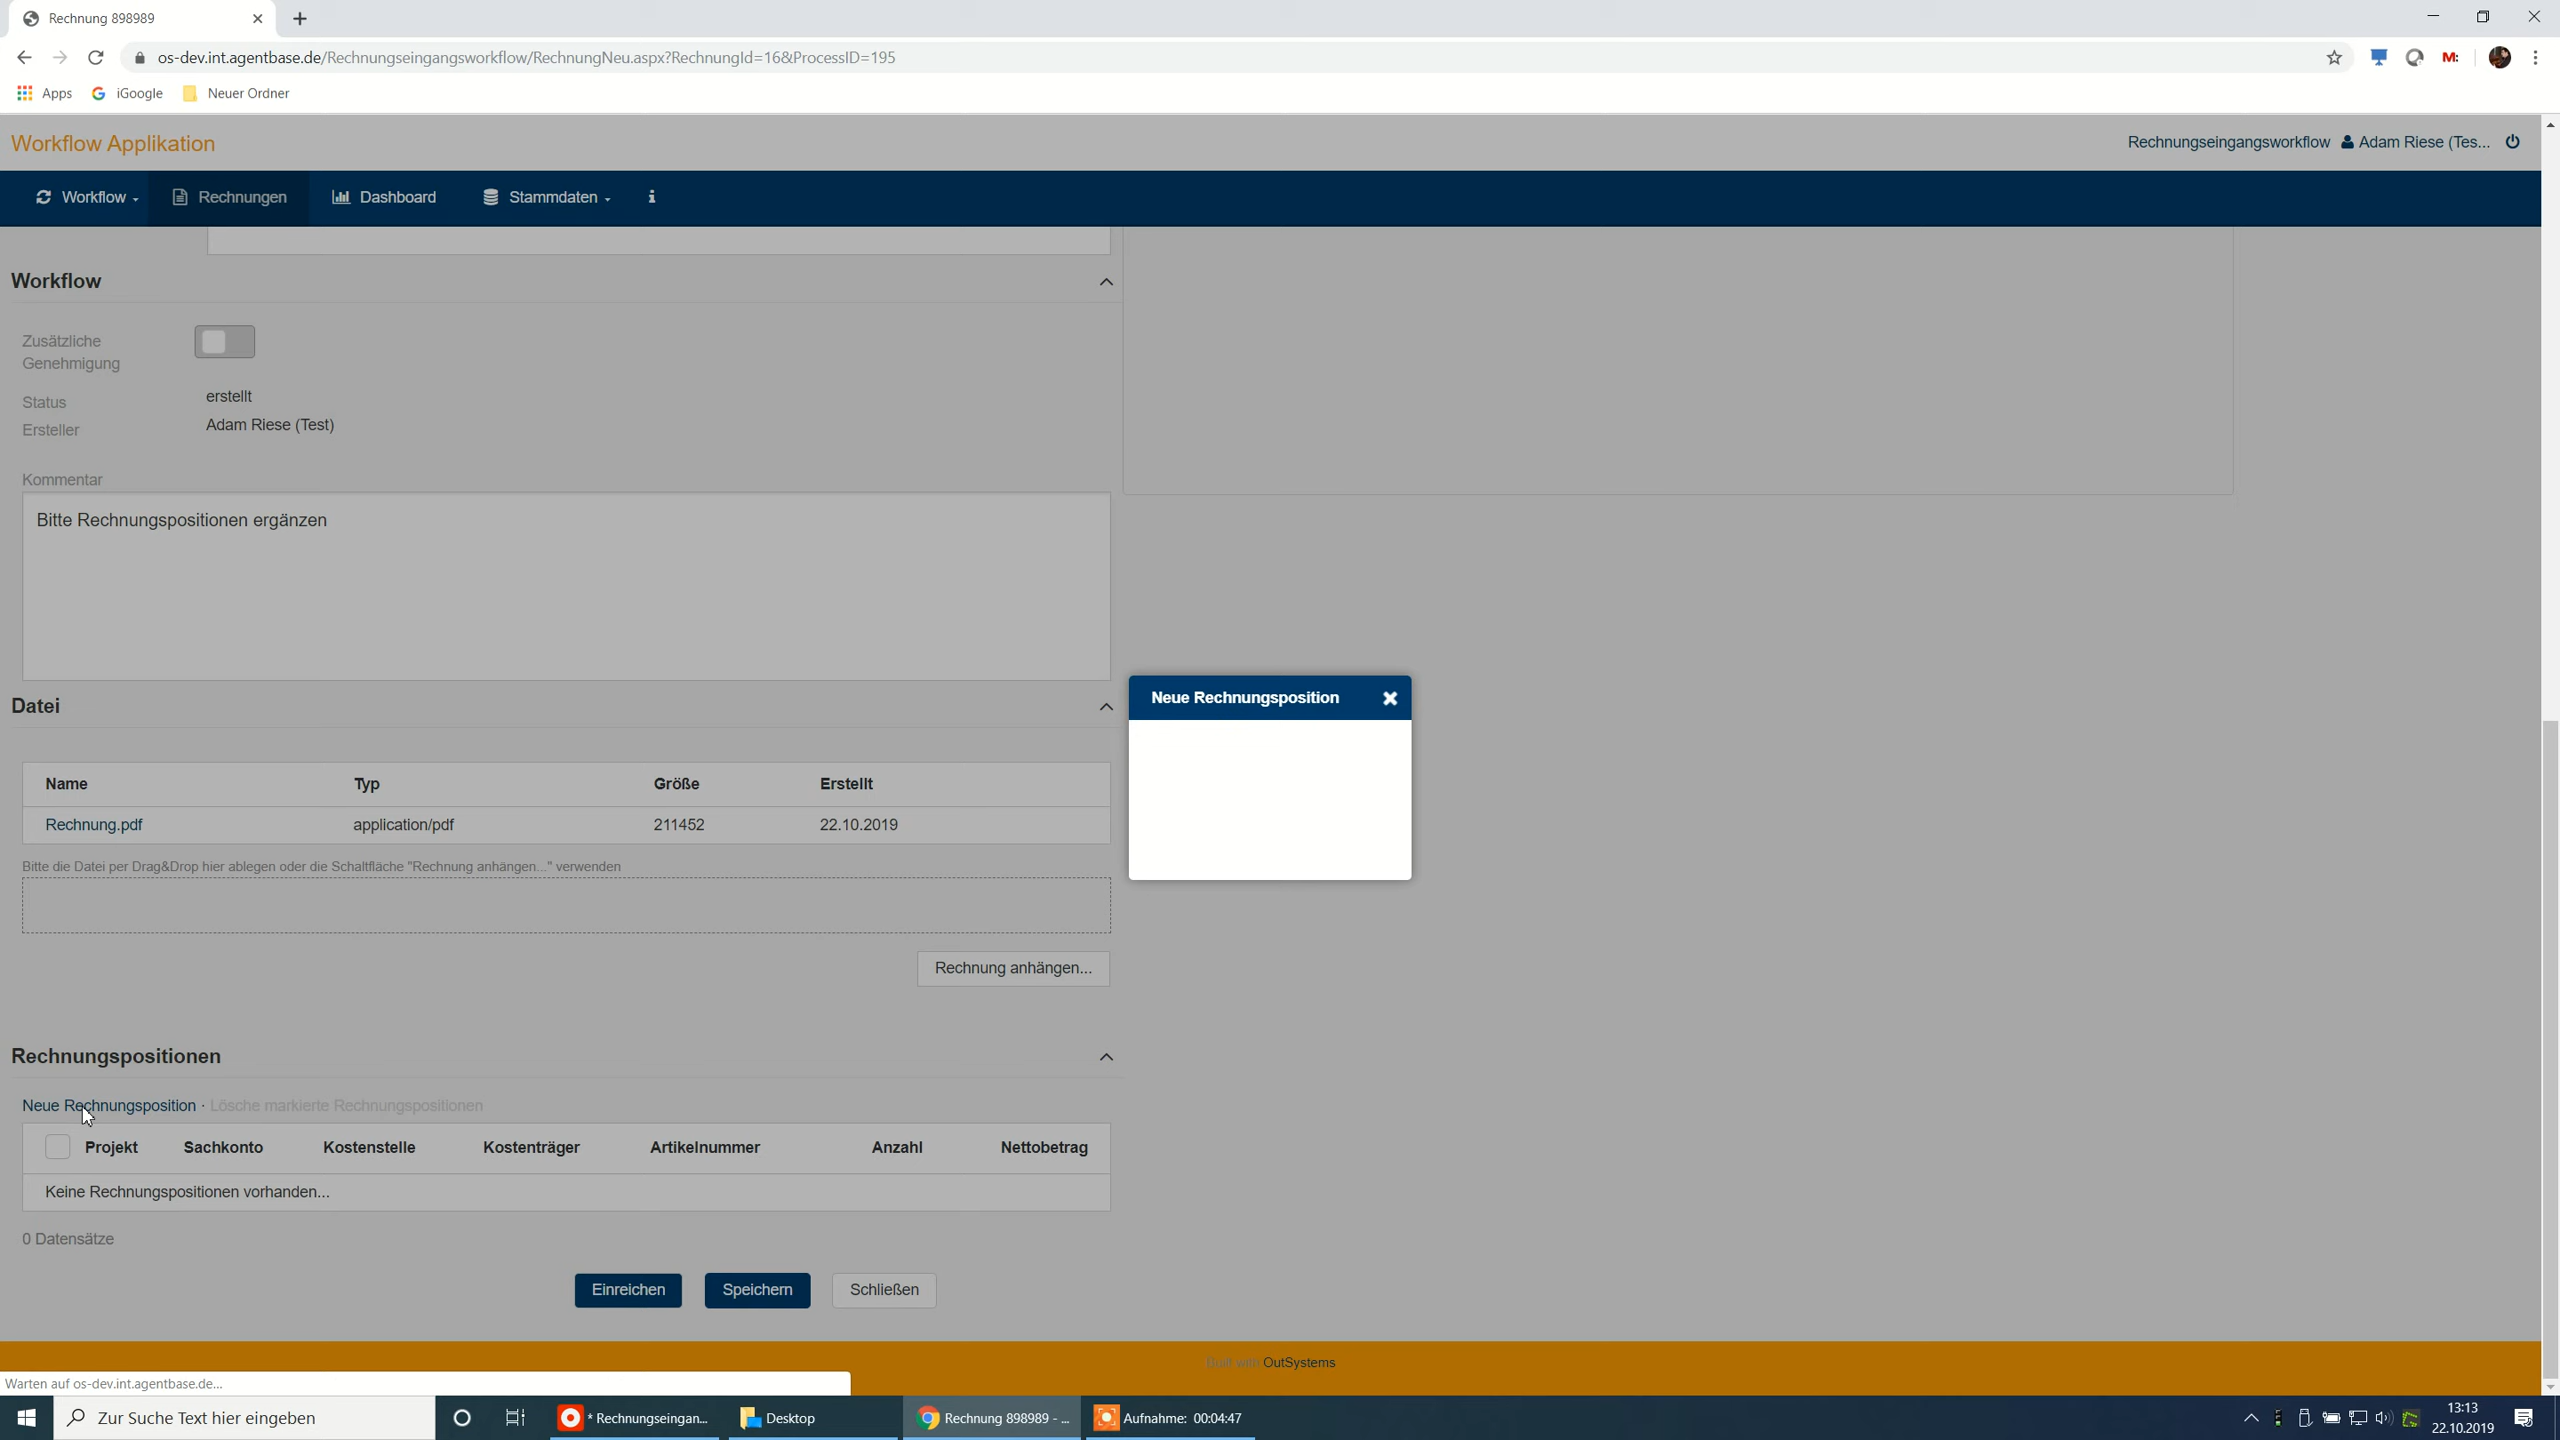 Rechnung 898989
os-dev.int.agentbase.de/Rechnungseingangsworkflow/RechnungNeu.aspx?RechnungId=16&ProcessID=195
M:
Apps iGoogle Neuer Ordner
Workflow Applikation
Rechnungseingangsworkflow Adam Riese (Tes...
Workflow Rechnungen Dashboard Stammdaten
Workflow
Zusätzliche
Genehmigung
Status erstellt
Ersteller Adam Riese (Test)
Kommentar
Bitte Rechnungspositionen ergänzen
Neue Rechnungsposition
Datei
Name Typ Größe Erstellt
Rechnung.pdf application/pdf 211452 22.10.2019
Bitte die Datei per Drag&Drop hier ablegen oder die Schaltfläche "Rechnung anhängen..." verwenden
Rechnung anhängen...
Rechnungspositionen
Neue Rechnungsposition · Lösche markierte Rechnungspositionen
Projekt Sachkonto Kostenstelle Kostenträger Artikelnummer Anzahl Nettobetrag
Keine Rechnungspositionen vorhanden...
0 Datensätze
Einreichen Speichern Schließen
Built with OutSystems
Warten auf os-dev.int.agentbase.de...
Zur Suche Text hier eingeben
* Rechnungseingan...
Desktop
Rechnung 898989 - ...
Aufnahme: 00:04:47
13:13
22.10.2019